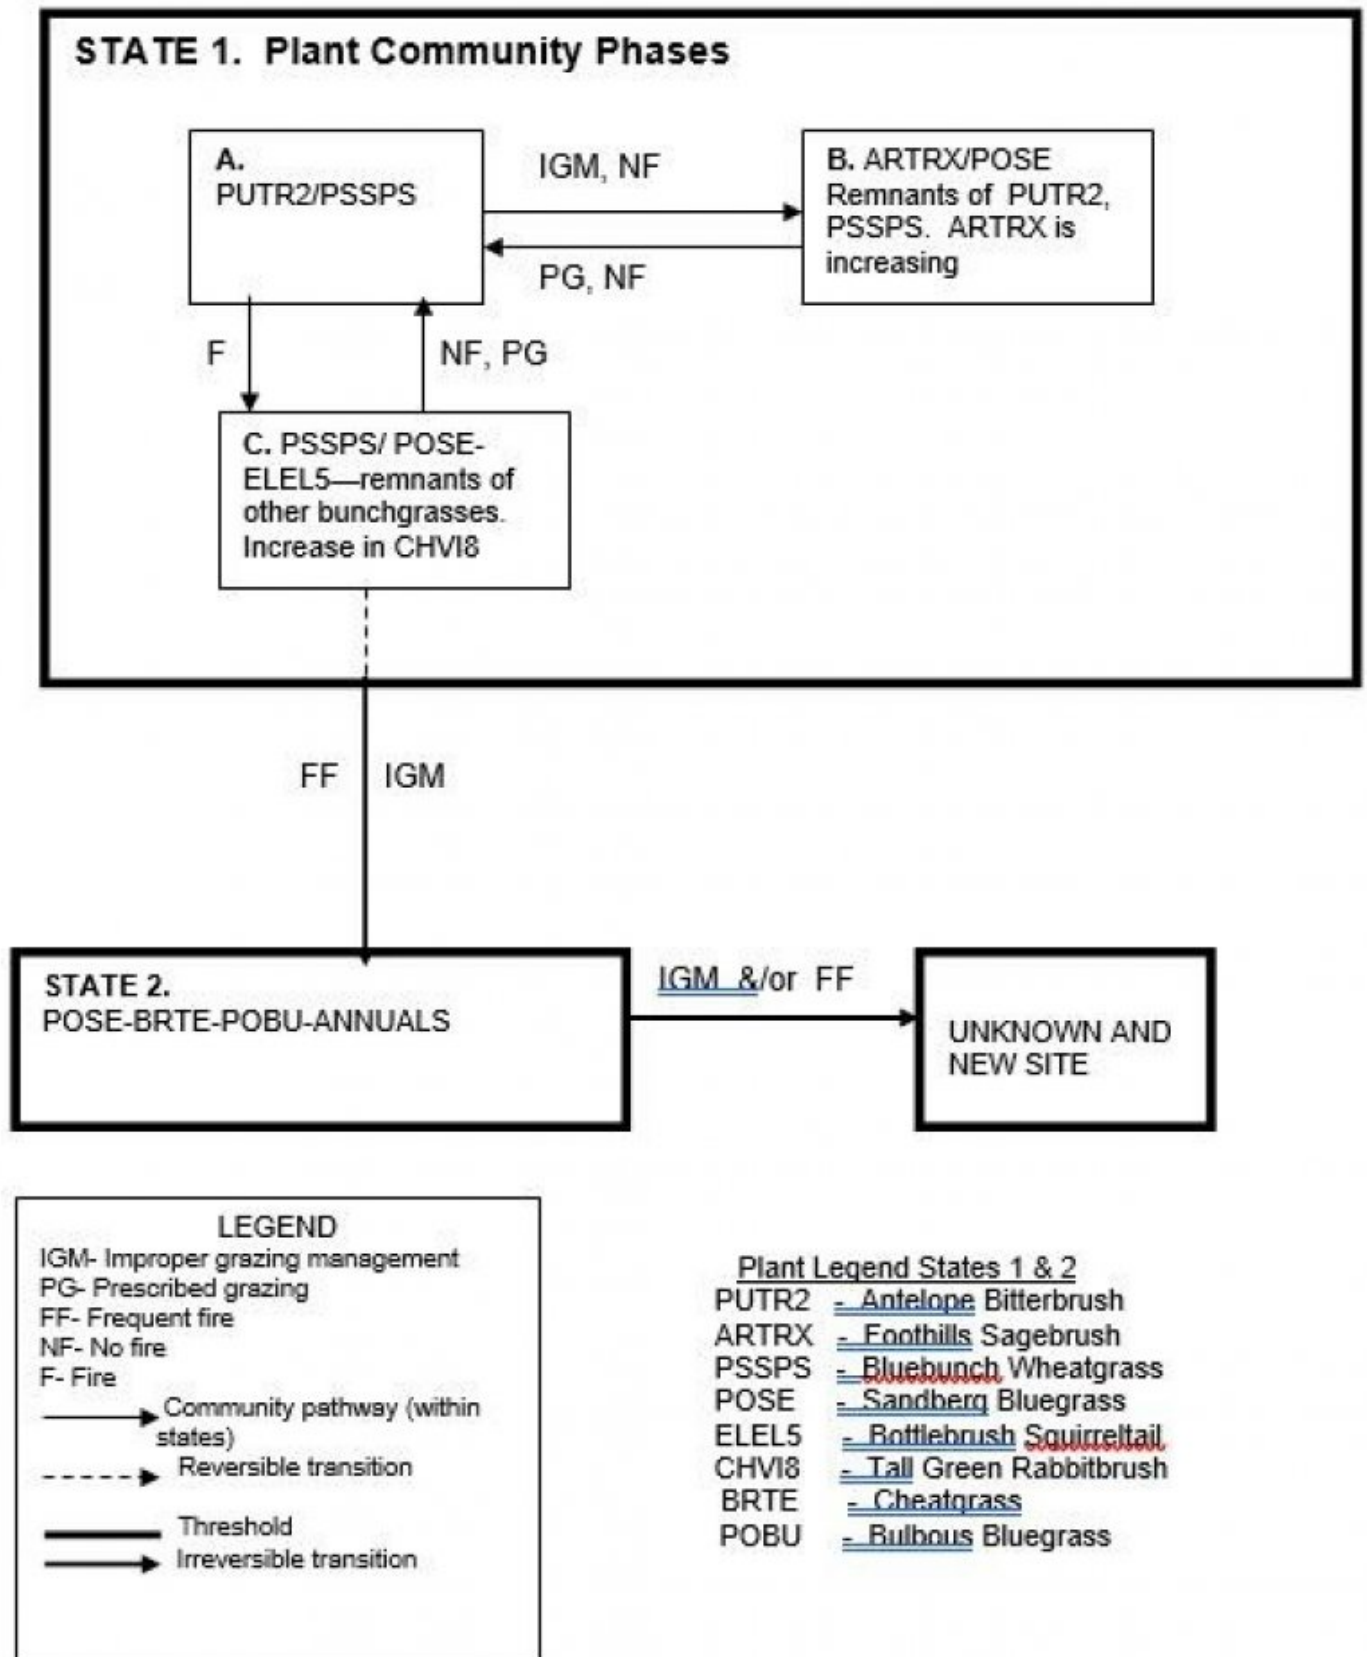 STATE 1.  Plant Community Phases
A.
PUTR2/PSSPS
IGM, NF
PG, NF
B. ARTRX/POSE
Remnants of PUTR2,
PSSPS.  ARTRX is
increasing
F
NF, PG
C. PSSPS/ POSE-
ELEL5—remnants of
other bunchgrasses.
Increase in CHVI8
FF
IGM
STATE 2.
POSE-BRTE-POBU-ANNUALS
IGM &/or FF
UNKNOWN AND
NEW SITE
LEGEND
IGM- Improper grazing management
PG- Prescribed grazing
FF- Frequent fire
NF- No fire
F- Fire
Community pathway (within
states)
Reversible transition
Threshold
Irreversible transition
Plant Legend States 1 & 2
PUTR2 - Antelope Bitterbrush
ARTRX - Foothills Sagebrush
PSSPS - Bluebunch Wheatgrass
POSE - Sandberg Bluegrass
ELEL5 - Bottlebrush Squirreltail
CHVI8 - Tall Green Rabbitbrush
BRTE - Cheatgrass
POBU - Bulbous Bluegrass